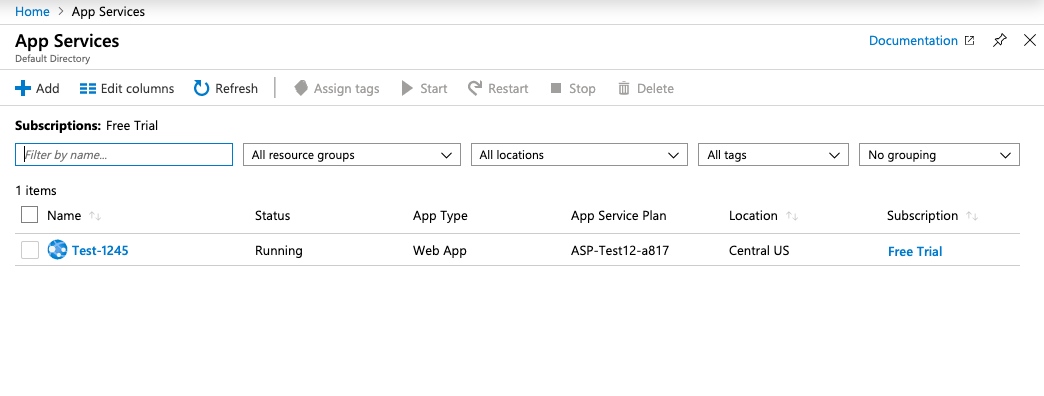 Home > App Services
App Services
Documentation
Default Directory
Add Edit columns Refresh Assign tags Start Restart Stop Delete
Subscriptions: Free Trial
Filter by name... All resource groups All locations All tags No grouping
1 items
Name Status App Type App Service Plan Location Subscription
Test-1245 Running Web App ASP-Test12-a817 Central US Free Trial